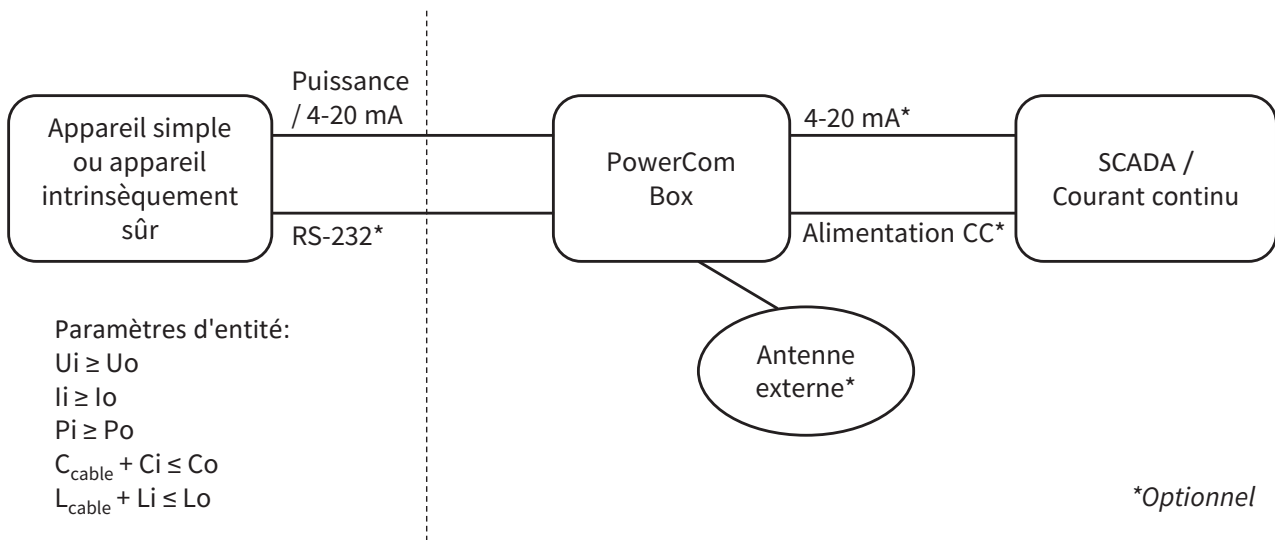 Puissance
/ 4-20 mA
Appareil simple
ou appareil
intrinsèquement
sûr
RS-232*
PowerCom
Box
4-20 mA*
Alimentation CC*
SCADA /
Courant continu
Antenne
externe*
Paramètres d'entité:
Ui ≥ Uo
Ii ≥ Io
Pi ≥ Po
Ccable + Ci ≤ Co
Lcable + Li ≤ Lo
*Optionnel